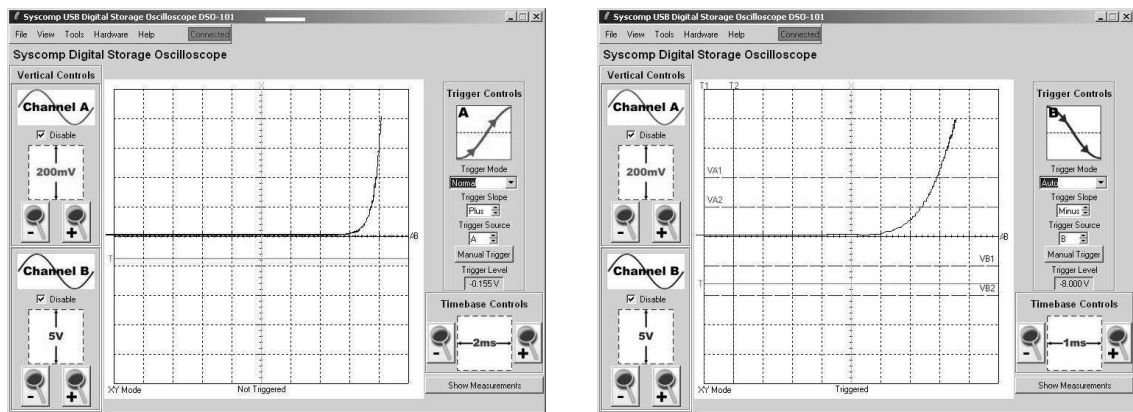 Syscomp USB Digital Storage Oscilloscope DSO-101
File View Tools Hardware Help Connected
Syscomp Digital Storage Oscilloscope
Vertical Controls
Channel A
Disable
200mV
- +
Channel B
Disable
5V
- +
X
AB
T
XY Mode Not Triggered
Trigger Controls
A
Trigger Mode
Normal
Trigger Slope
Plus
Trigger Source
A
Manual Trigger
Trigger Level
-0.155 V
Timebase Controls
- 2ms +
Show Measurements
Syscomp USB Digital Storage Oscilloscope DSO-101
File View Tools Hardware Help Connected
Syscomp Digital Storage Oscilloscope
Vertical Controls
Channel A
Disable
200mV
- +
Channel B
Disable
5V
- +
T1 T2 X
VA1
VA2
AB
VB1
T
VB2
XY Mode Triggered
Trigger Controls
B
Trigger Mode
Auto
Trigger Slope
Minus
Trigger Source
B
Manual Trigger
Trigger Level
-8.000 V
Timebase Controls
- 1ms +
Show Measurements